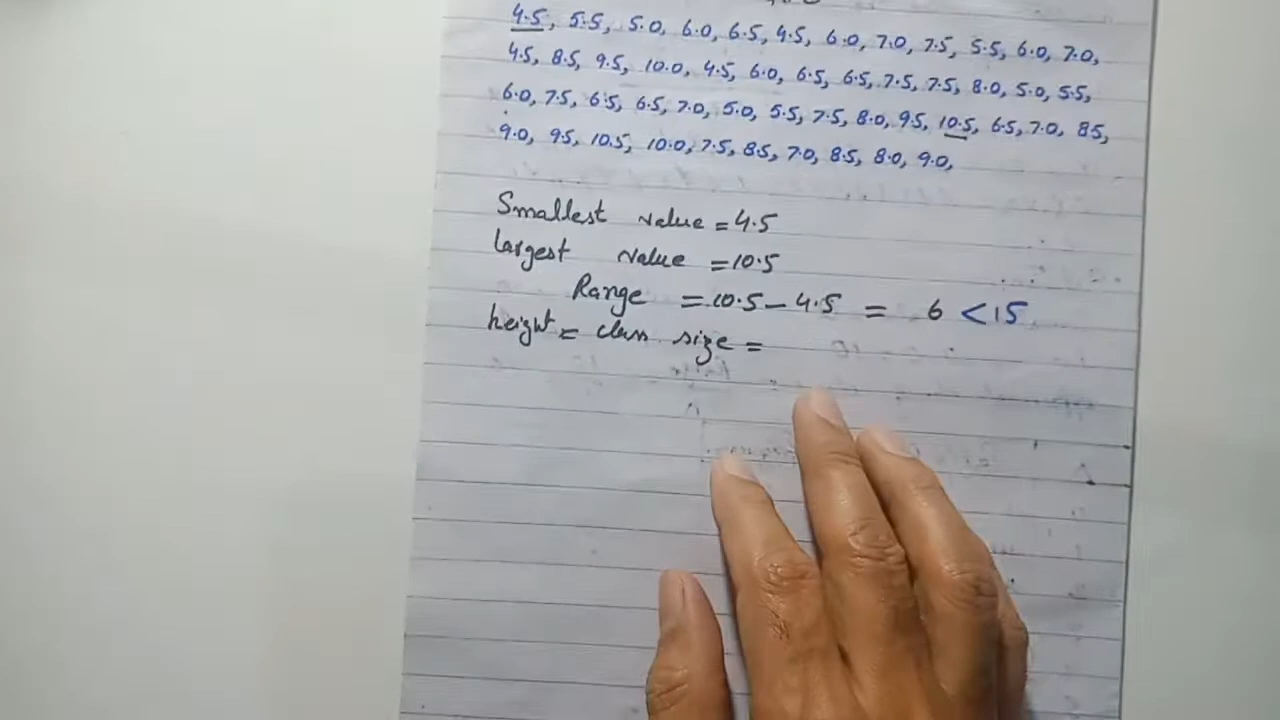 4.5, 5.5, 5.0, 6.0, 6.5, 4.5, 6.0, 7.0, 7.5, 5.5, 6.0, 7.0,
4.5, 8.5, 9.5, 10.0, 4.5, 6.0, 6.5, 6.5, 7.5, 7.5, 8.0, 5.0, 5.5,
6.0, 7.5, 6.5, 6.5, 7.0, 5.0, 5.5, 7.5, 8.0, 9.5, 10.5, 6.5, 7.0, 8.5,
9.0, 9.5, 10.5, 10.0, 7.5, 8.5, 7.0, 8.5, 8.0, 9.0,
Smallest value = 4.5
largest value = 10.5
Range = 10.5 - 4.5 = 6 < 15
height = class size =